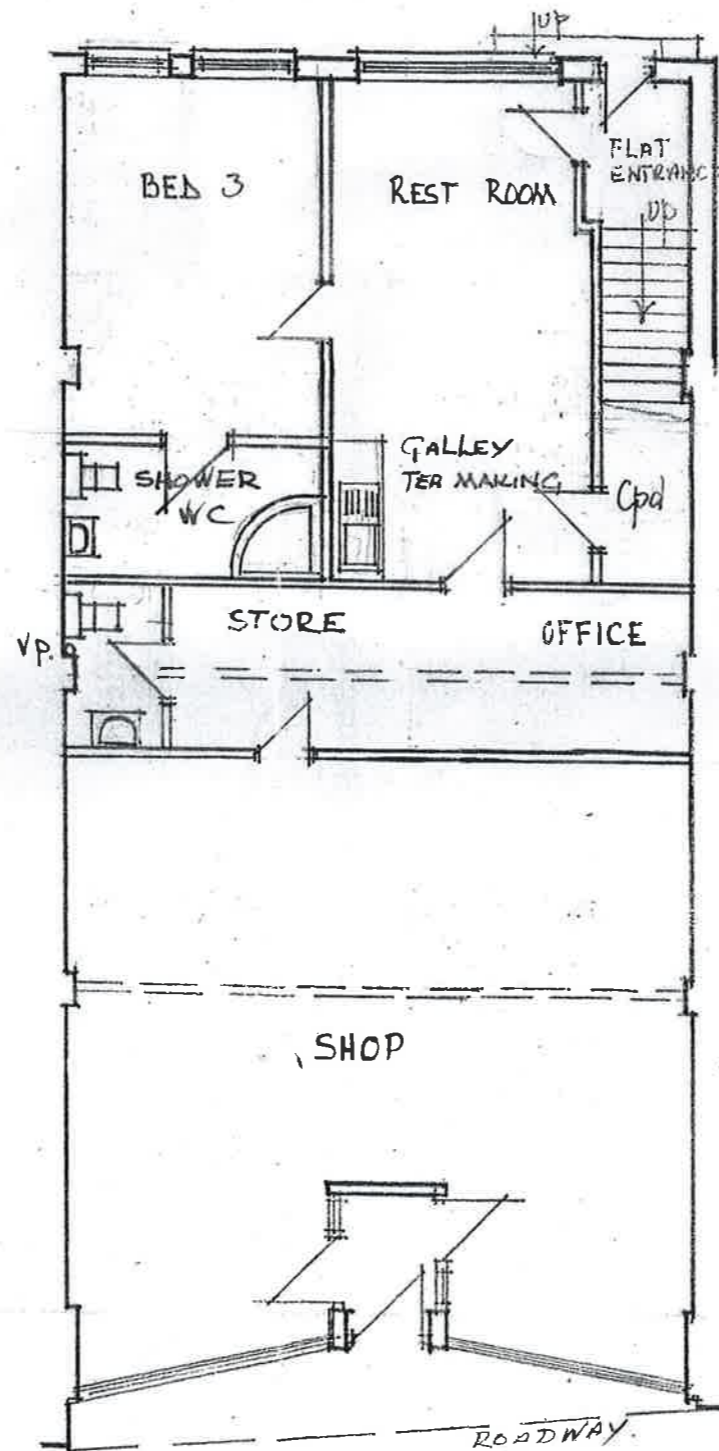 UP
FLAT
ENTRANC
BED 3
REST ROOM
UP
GALLEY
TEA MAKING
SHOWER
WC
Cpd
STORE
OFFICE
VP.
SHOP
ROADWAY.